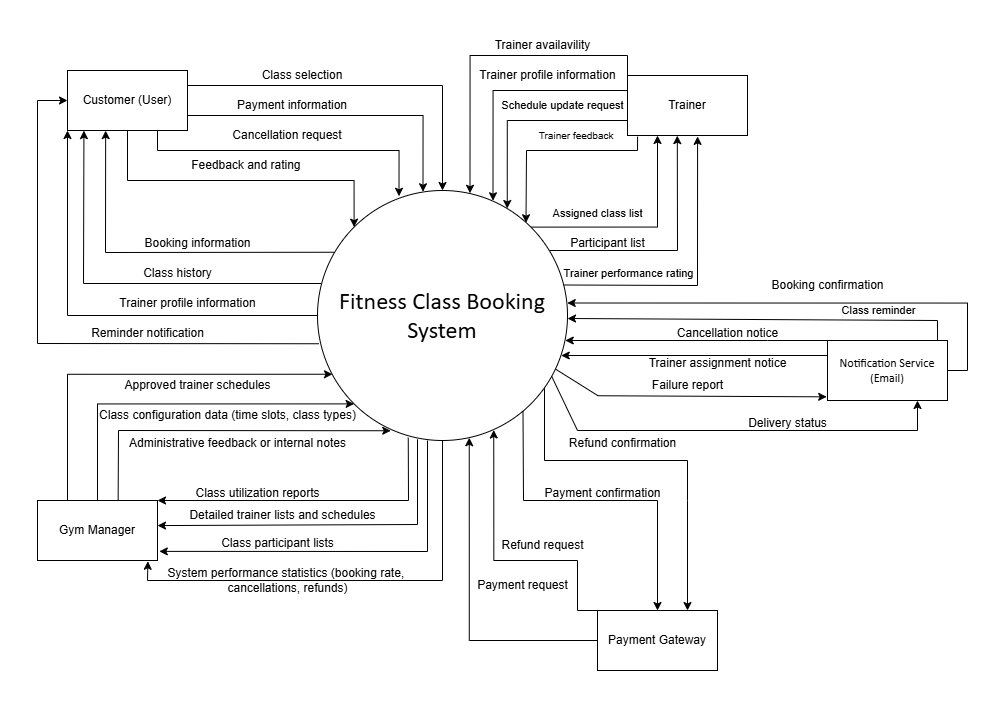 Trainer availavility
Class selection
Trainer profile information
Customer (User)
Payment information
Schedule update request
Trainer
Cancellation request
Trainer feedback
Feedback and rating
Assigned class list
Booking information
Participant list
Class history
Trainer performance rating
Booking confirmation
Trainer profile information
Fitness Class Booking
System
Class reminder
Reminder notification
Cancellation notice
Trainer assignment notice
Notification Service
(Email)
Approved trainer schedules
Failure report
Class configuration data (time slots, class types)
Delivery status
Administrative feedback or internal notes
Refund confirmation
Class utilization reports
Payment confirmation
Detailed trainer lists and schedules
Gym Manager
Class participant lists
Refund request
System performance statistics (booking rate,
cancellations, refunds)
Payment request
Payment Gateway